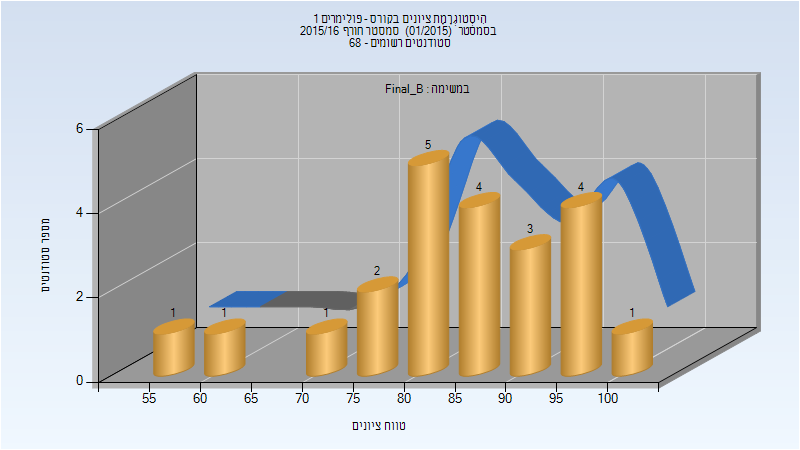 היסטוגרמת ציונים בקורס - פולימרים 1
בסמסטר (01/2015) סמסטר חורף 2015/16
סטודנטים רשומים - 68
במשימה : Final_B
מספר סטודנטים
6
4
2
0
1
1
1
2
5
4
3
4
1
55 60 65 70 75 80 85 90 95 100
טווח ציונים